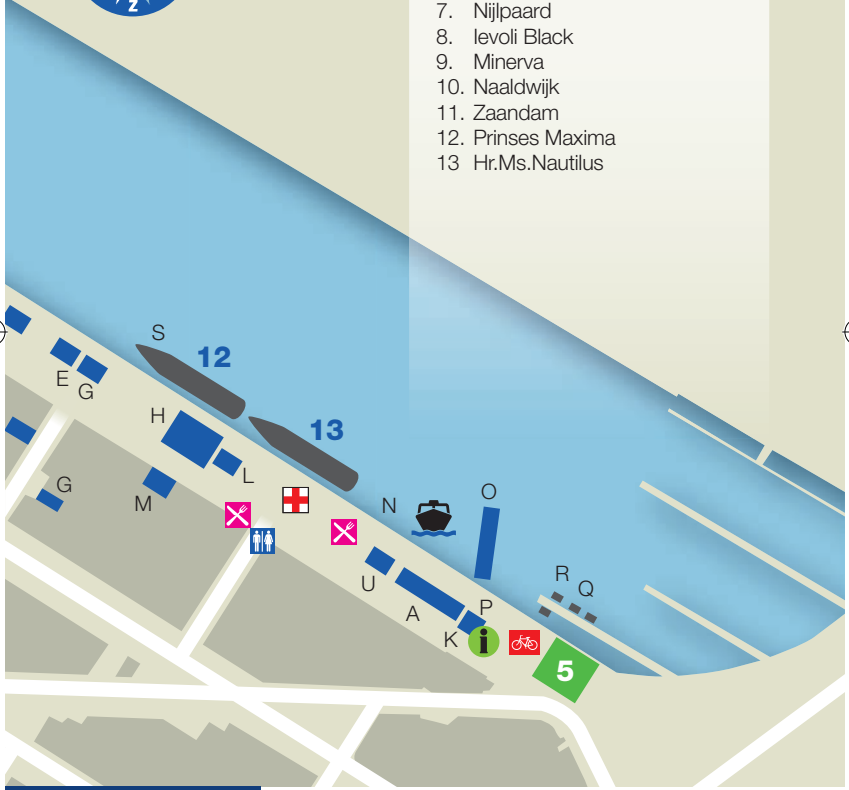 Z
7. Nijlpaard
8. Ievoli Black
9. Minerva
10. Naaldwijk
11. Zaandam
12. Prinses Maxima
13 Hr.Ms.Nautilus
S
12
E
G
H
13
L
G
M
N
O
U
R
Q
A
P
K
i
5